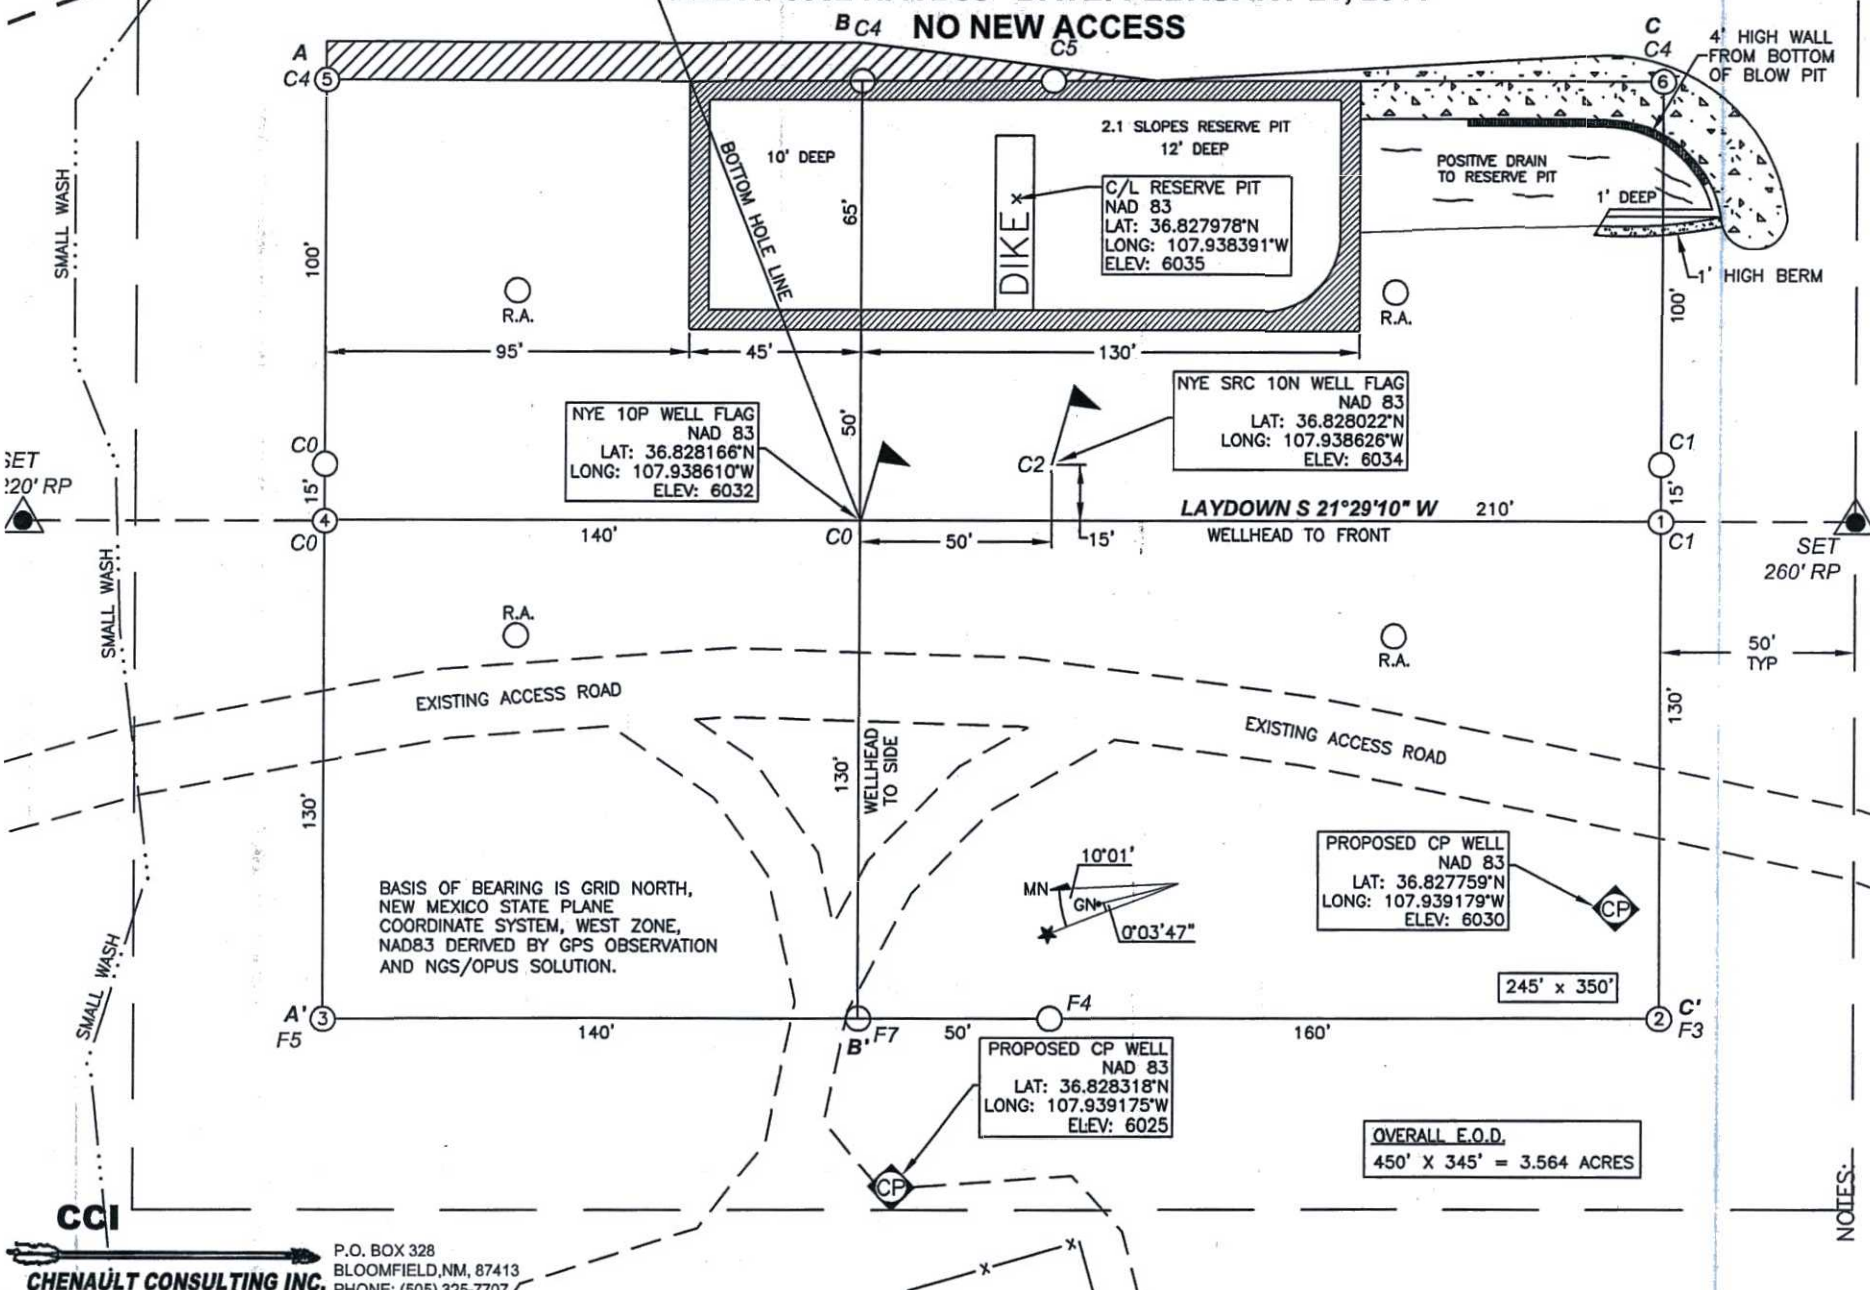 NO NEW ACCESS
A
C4
5
B
C4
C5
C
C4
6
4' HIGH WALL
FROM BOTTOM
OF BLOW PIT
SMALL WASH
100'
BOTTOM HOLE LINE
10' DEEP
65'
DIKE
x
2.1 SLOPES RESERVE PIT
12' DEEP
C/L RESERVE PIT
NAD 83
LAT: 36.827978°N
LONG: 107.938391°W
ELEV: 6035
POSITIVE DRAIN
TO RESERVE PIT
1' DEEP
1' HIGH BERM
100'
R.A.
R.A.
95'
45'
130'
50'
NYE 10P WELL FLAG
NAD 83
LAT: 36.828166°N
LONG: 107.938610°W
ELEV: 6032
NYE SRC 10N WELL FLAG
NAD 83
LAT: 36.828022°N
LONG: 107.938626°W
ELEV: 6034
C0
C2
C1
SET
220' RP
15'
15'
4
C0
140'
C0
50'
15'
LAYDOWN S 21°29'10" W
210'
WELLHEAD TO FRONT
1
C1
SET
260' RP
SMALL WASH
R.A.
R.A.
50'
TYP
EXISTING ACCESS ROAD
EXISTING ACCESS ROAD
130'
130'
130'
WELLHEAD
TO SIDE
BASIS OF BEARING IS GRID NORTH,
NEW MEXICO STATE PLANE
COORDINATE SYSTEM, WEST ZONE,
NAD83 DERIVED BY GPS OBSERVATION
AND NGS/OPUS SOLUTION.
10°01'
MN
GN
0°03'47"
PROPOSED CP WELL
NAD 83
LAT: 36.827759°N
LONG: 107.939179°W
ELEV: 6030
CP
245' x 350'
SMALL WASH
A'
3
F5
140'
B'
F7
50'
F4
160'
2
C'
F3
PROPOSED CP WELL
NAD 83
LAT: 36.828318°N
LONG: 107.939175°W
ELEV: 6025
CP
OVERALL E.O.D.
450' X 345' = 3.564 ACRES
NOTES:
x
x
CCI
CHENAULT CONSULTING INC.
P.O. BOX 328
BLOOMFIELD,NM, 87413
PHONE: (505) 325-7707